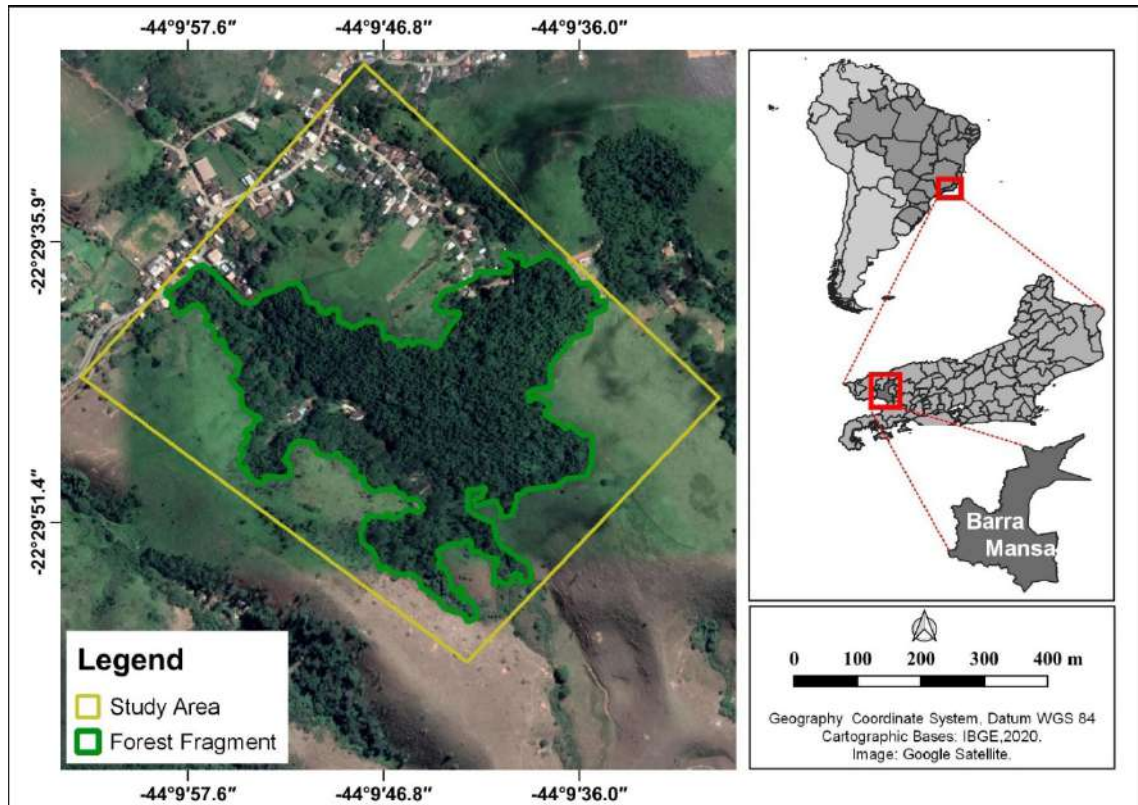 -44°9'57.6"
-44°9'46.8"
-44°9'36.0"
-22°29'35.9"
-22°29'51.4"
Legend
Study Area
Forest Fragment
-44°9'57.6"
-44°9'46.8"
-44°9'36.0"
Barra
Mansa
0 100 200 300 400 m
Geography Coordinate System, Datum WGS 84
Cartographic Bases: IBGE,2020.
Image: Google Satellite.